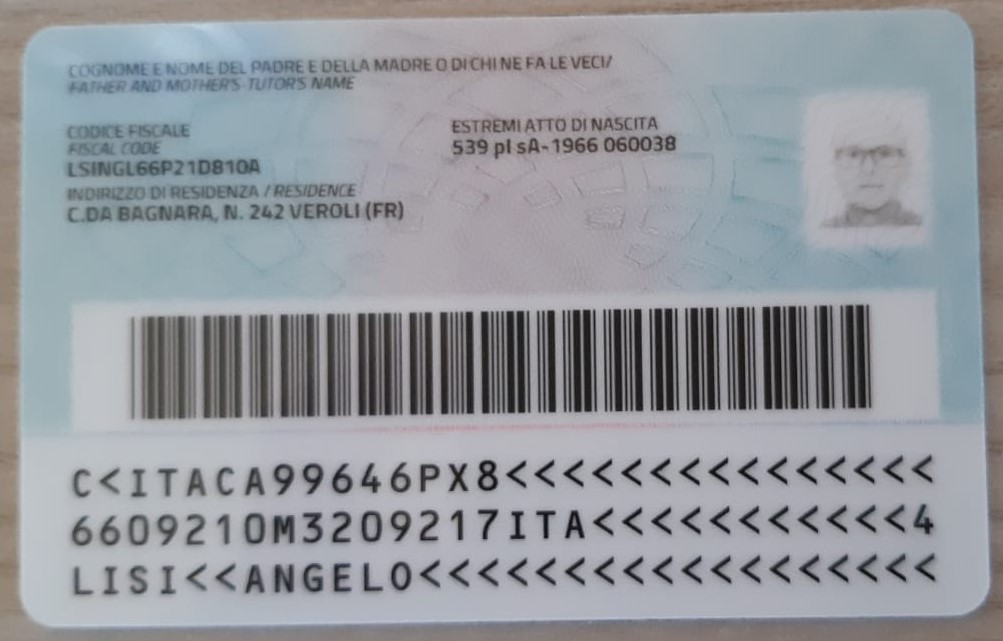 COGNOME E NOME DEL PADRE E DELLA MADRE O DI CHI NE FA LE VECI/
FATHER AND MOTHER'S-TUTOR'S NAME
CODICE FISCALE
FISCAL CODE
LSINGL66P21D810A
ESTREMI ATTO DI NASCITA
539 pI sA-1966 060038
INDIRIZZO DI RESIDENZA / RESIDENCE
C.DA BAGNARA, N. 242 VEROLI (FR)
C<ITACA99646PX8<<<<<<<<<<<<<<<
6609210M3209217ITA<<<<<<<<<<<4
LISI<<ANGELO<<<<<<<<<<<<<<<<<<